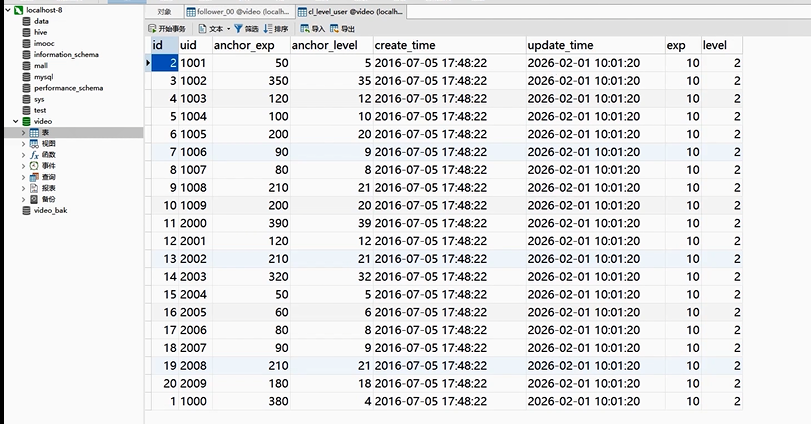 localhost-8
data
hive
imooc
information_schema
mall
mysql
performance_schema
sys
test
video
表
视图
函数
事件
查询
报表
备份
video_bak
对象 follower_00 @video (localh... cl_level_user @video (localh...
开始事务 文本 筛选 排序 导入 导出
id uid anchor_exp anchor_level create_time update_time exp level
2 1001 50 5 2016-07-05 17:48:22 2026-02-01 10:01:20 10 2
3 1002 350 35 2016-07-05 17:48:22 2026-02-01 10:01:20 10 2
4 1003 120 12 2016-07-05 17:48:22 2026-02-01 10:01:20 10 2
5 1004 100 10 2016-07-05 17:48:22 2026-02-01 10:01:20 10 2
6 1005 200 20 2016-07-05 17:48:22 2026-02-01 10:01:20 10 2
7 1006 90 9 2016-07-05 17:48:22 2026-02-01 10:01:20 10 2
8 1007 80 8 2016-07-05 17:48:22 2026-02-01 10:01:20 10 2
9 1008 210 21 2016-07-05 17:48:22 2026-02-01 10:01:20 10 2
10 1009 200 20 2016-07-05 17:48:22 2026-02-01 10:01:20 10 2
11 2000 390 39 2016-07-05 17:48:22 2026-02-01 10:01:20 10 2
12 2001 120 12 2016-07-05 17:48:22 2026-02-01 10:01:20 10 2
13 2002 210 21 2016-07-05 17:48:22 2026-02-01 10:01:20 10 2
14 2003 320 32 2016-07-05 17:48:22 2026-02-01 10:01:20 10 2
15 2004 50 5 2016-07-05 17:48:22 2026-02-01 10:01:20 10 2
16 2005 60 6 2016-07-05 17:48:22 2026-02-01 10:01:20 10 2
17 2006 80 8 2016-07-05 17:48:22 2026-02-01 10:01:20 10 2
18 2007 90 9 2016-07-05 17:48:22 2026-02-01 10:01:20 10 2
19 2008 210 21 2016-07-05 17:48:22 2026-02-01 10:01:20 10 2
20 2009 180 18 2016-07-05 17:48:22 2026-02-01 10:01:20 10 2
1 1000 380 4 2016-07-05 17:48:22 2026-02-01 10:01:20 10 2